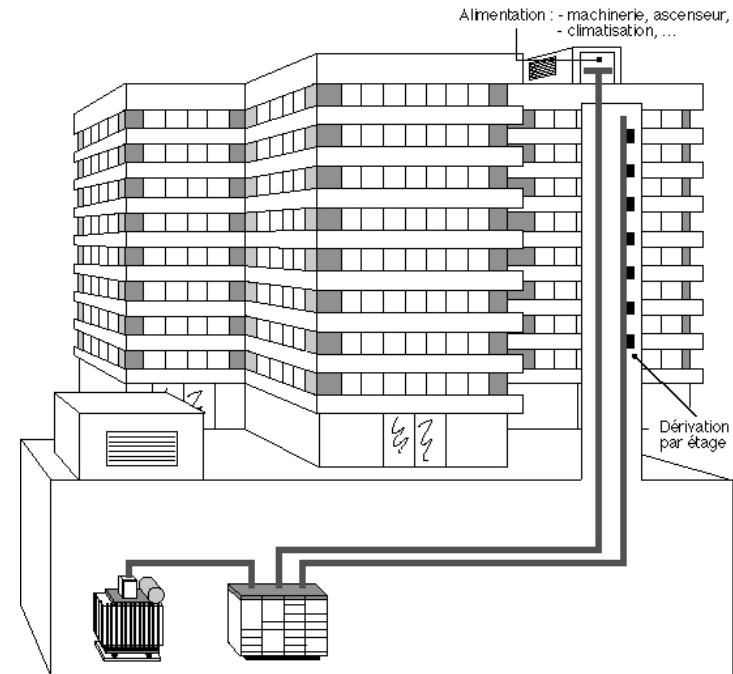 Alimentation : - machinerie, ascenseur,
- climatisation, ...
Dérivation
par étage